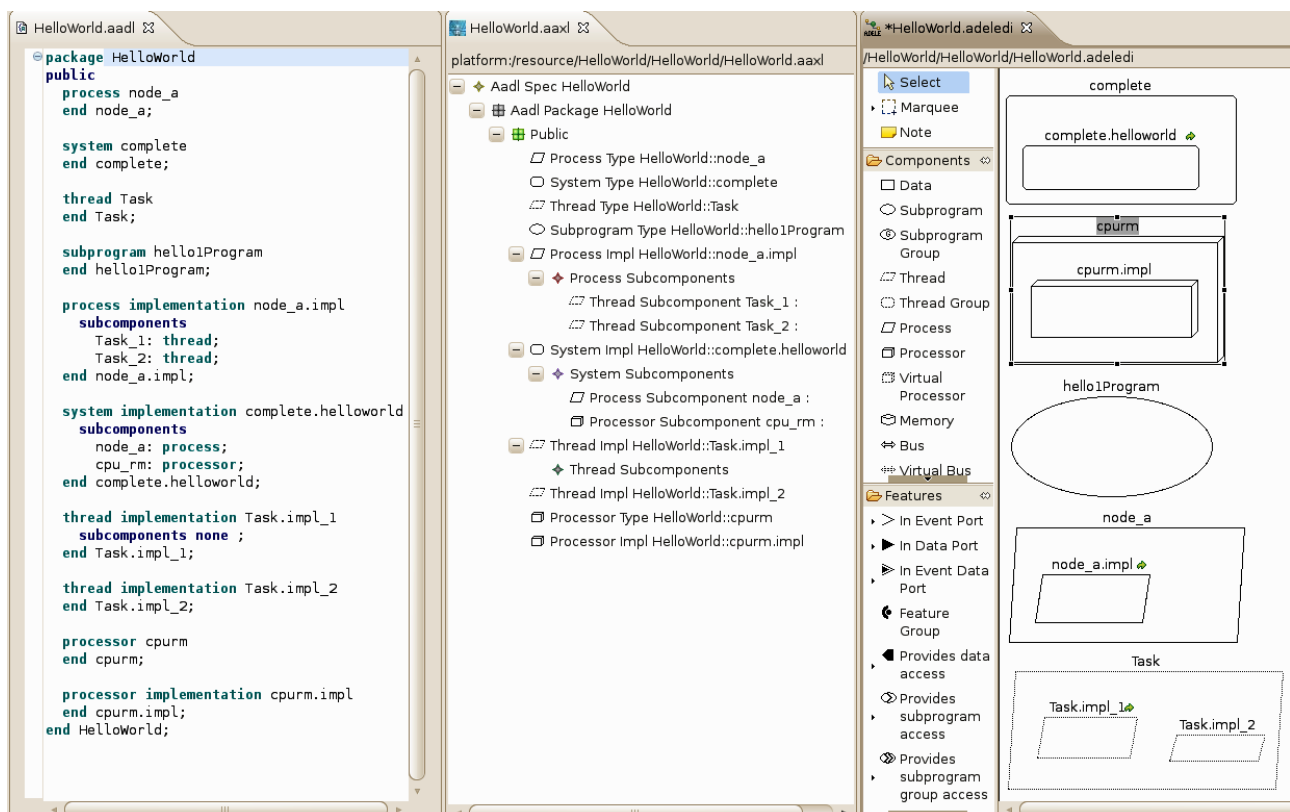 HelloWorld.aadl
package HelloWorld
public
process node_a
end node_a;
system complete
end complete;
thread Task
end Task;
subprogram hello1Program
end hello1Program;
process implementation node_a.impl
subcomponents
Task_1: thread;
Task_2: thread;
end node_a.impl;
system implementation complete.helloworld
subcomponents
node_a: process;
cpu_rm: processor;
end complete.helloworld;
thread implementation Task.impl_1
subcomponents none ;
end Task.impl_1;
thread implementation Task.impl_2
end Task.impl_2;
processor cpurm
end cpurm;
processor implementation cpurm.impl
end cpurm.impl;
end HelloWorld;
HelloWorld.aaxl
platform:/resource/HelloWorld/HelloWorld/HelloWorld.aaxl
Aadl Spec HelloWorld
Aadl Package HelloWorld
Public
Process Type HelloWorld::node_a
System Type HelloWorld::complete
Thread Type HelloWorld::Task
Subprogram Type HelloWorld::hello1Program
Process Impl HelloWorld::node_a.impl
Process Subcomponents
Thread Subcomponent Task_1 :
Thread Subcomponent Task_2 :
System Impl HelloWorld::complete.helloworld
System Subcomponents
Process Subcomponent node_a :
Processor Subcomponent cpu_rm :
Thread Impl HelloWorld::Task.impl_1
Thread Subcomponents
Thread Impl HelloWorld::Task.impl_2
Processor Type HelloWorld::cpurm
Processor Impl HelloWorld::cpurm.impl
ADELE *HelloWorld.adeledi
/HelloWorld/HelloWorld/HelloWorld.adeledi
Select
Marquee
Note
Components
Data
Subprogram
Subprogram
Group
Thread
Thread Group
Process
Processor
Virtual
Processor
Memory
Bus
Virtual Bus
Features
In Event Port
In Data Port
In Event Data
Port
Feature
Group
Provides data
access
Provides
subprogram
access
Provides
subprogram
group access
complete
complete.helloworld
cpurm
cpurm.impl
hello1Program
node_a
node_a.impl
Task
Task.impl_1
Task.impl_2